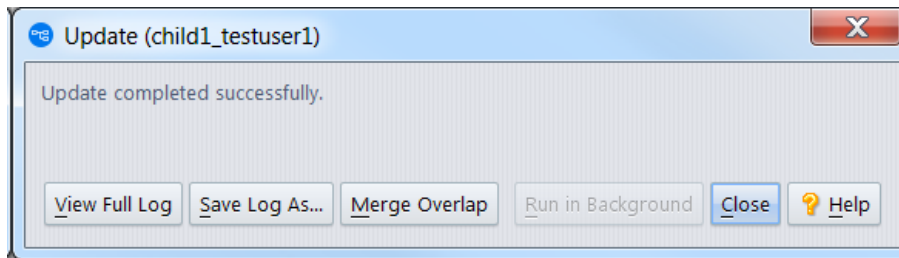 Update (child1_testuser1)
Update completed successfully.
View Full Log Save Log As... Merge Overlap Run in Background Close Help